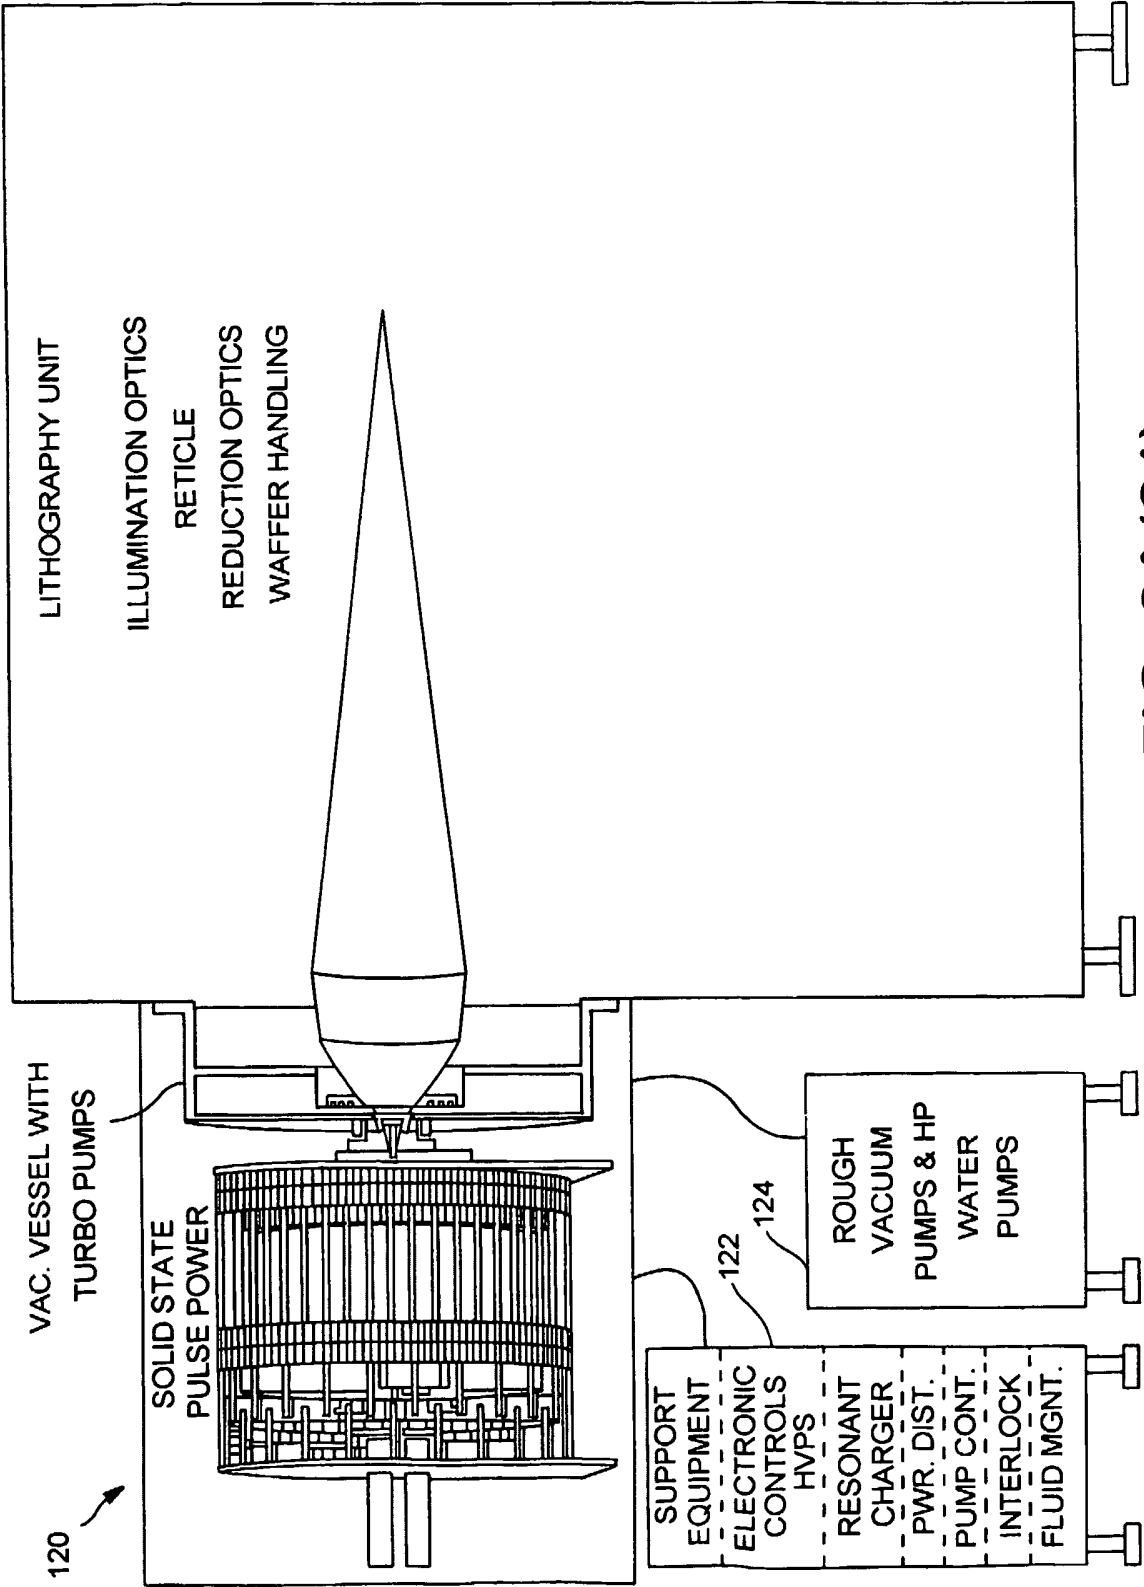 120
VAC. VESSEL WITH
TURBO PUMPS
SOLID STATE
PULSE POWER
LITHOGRAPHY UNIT
ILLUMINATION OPTICS
RETICLE
REDUCTION OPTICS
WAFFER HANDLING
SUPPORT
EQUIPMENT
ELECTRONIC
CONTROLS
HVPS
RESONANT
CHARGER
PWR. DIST.
PUMP CONT.
INTERLOCK
FLUID MGNT.
122
124
ROUGH
VACUUM
PUMPS & HP
WATER
PUMPS